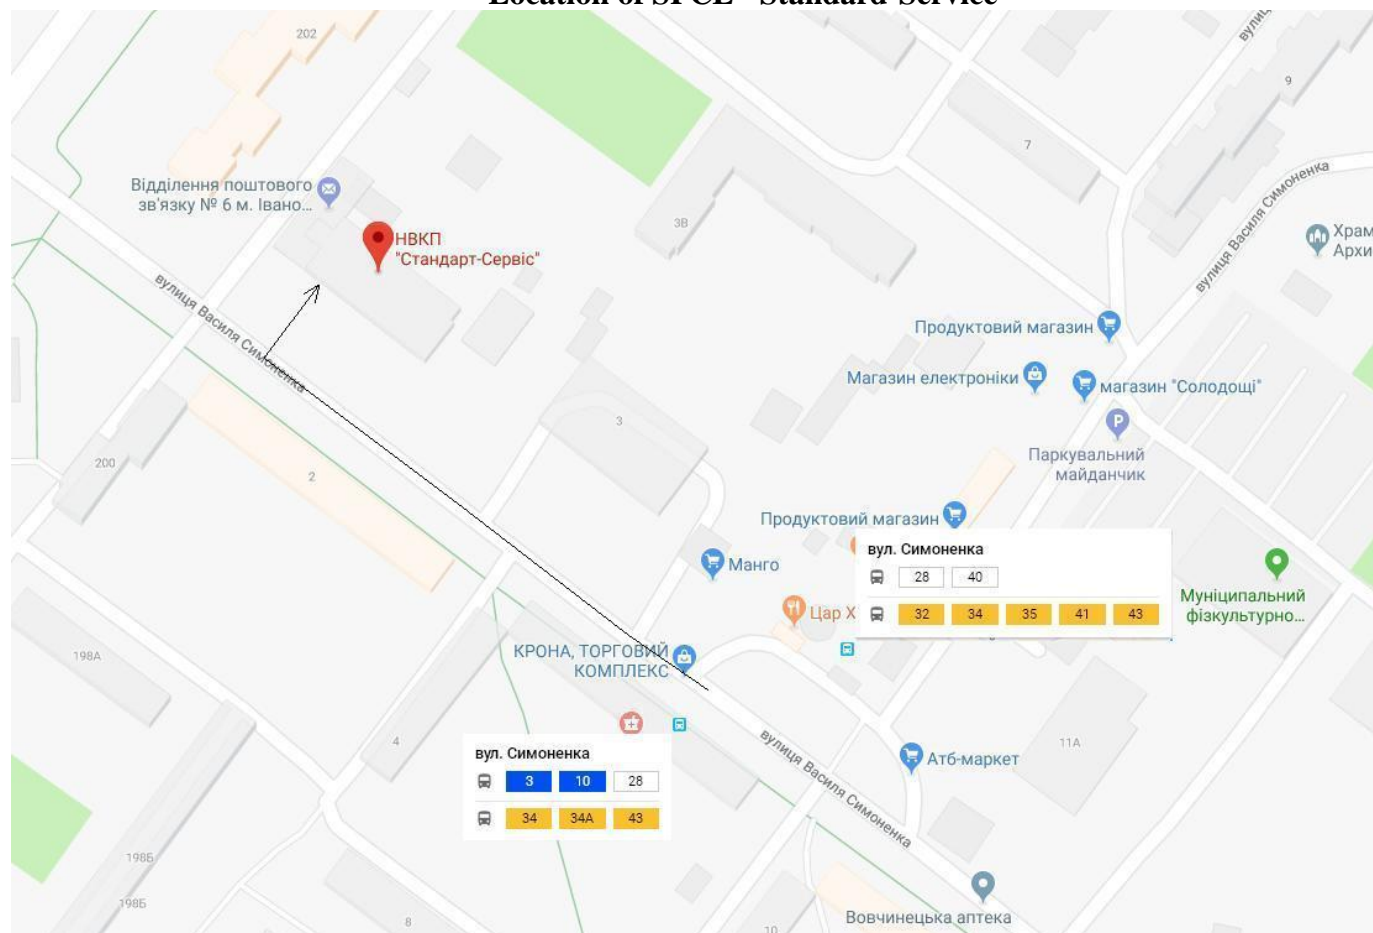 Location of SPCE "Standard-Service"
202
вулиц
9
7
Відділення поштового
зв'язку № 6 м. Івано...
НВКП
"Стандарт-Сервіс"
3В
вулиця Василя Симоненка
Храм
Архи
вулиця Василя Симоненка
Продуктовий магазин
Магазин електроніки
магазин "Солодощі"
3
P
Паркувальний
майданчик
200
2
Продуктовий магазин
вул. Симоненка
28 40
32 34 35 41 43
Манго
Цар Х
Муніципальний
фізкультурно...
198А
КРОНА, ТОРГОВИЙ
КОМПЛЕКС
4
вул. Симоненка
3 10 28
34 34А 43
вулиця Василя Симоненка
11А
Атб-маркет
198Б
198Б
8
10
Вовчинецька аптека